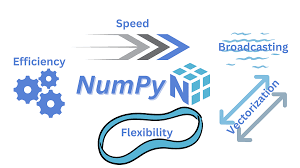 Speed
Broadcasting
Efficiency
NumPy
Vectorization
Flexibility